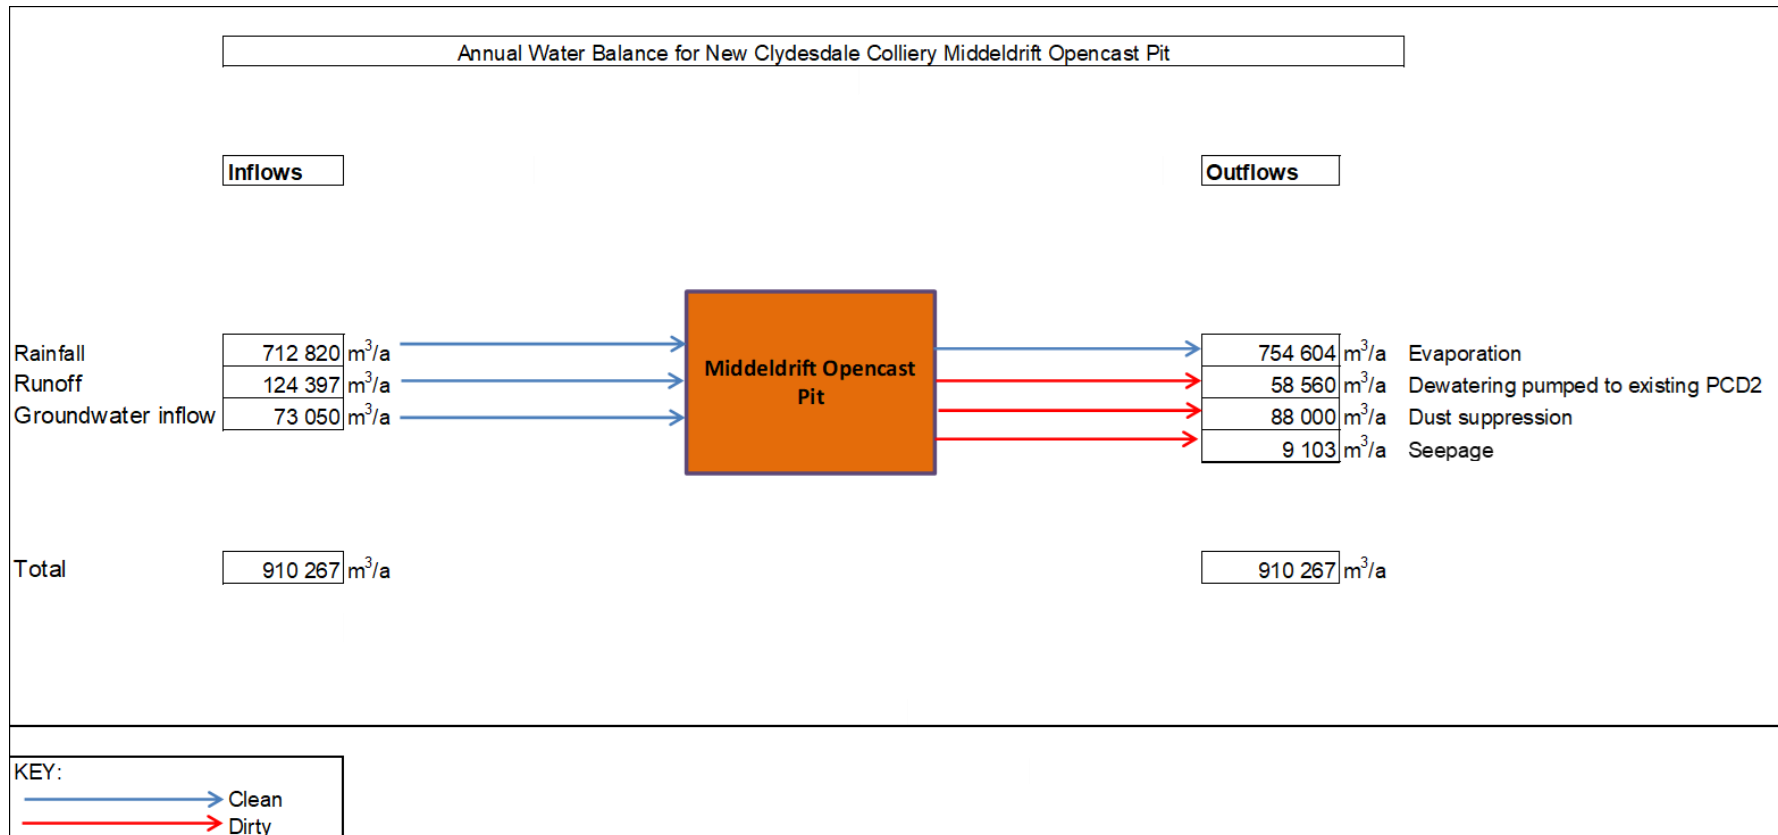 Annual Water Balance for New Clydesdale Colliery Middeldrift Opencast Pit
Inflows
Outflows
Rainfall 712 820 m³/a
Runoff 124 397 m³/a
Groundwater inflow 73 050 m³/a
Middeldrift Opencast
Pit
754 604 m³/a Evaporation
58 560 m³/a Dewatering pumped to existing PCD2
88 000 m³/a Dust suppression
9 103 m³/a Seepage
Total 910 267 m³/a
910 267 m³/a
KEY:
Clean
Dirty